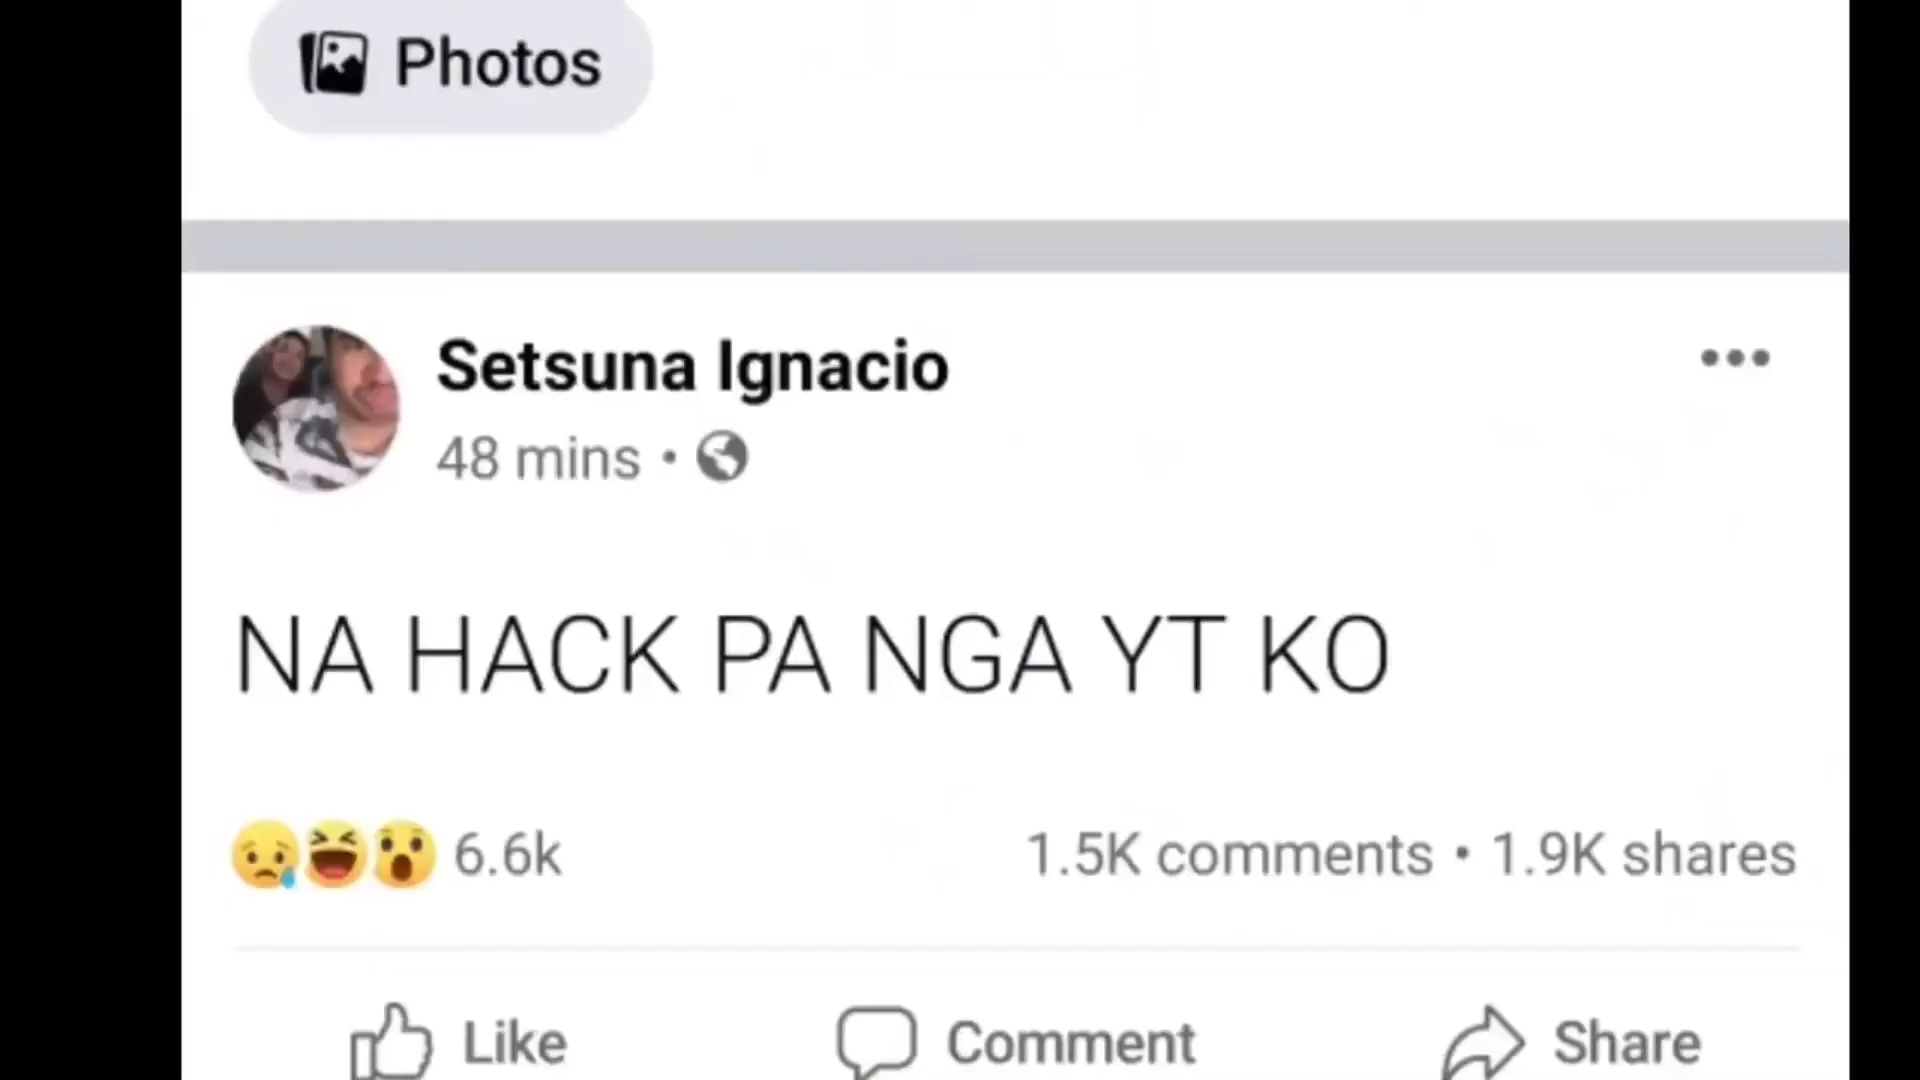 Photos
Setsuna Ignacio
48 mins •
NA HACK PA NGA YT KO
6.6k
1.5K comments • 1.9K shares
Like
Comment
Share